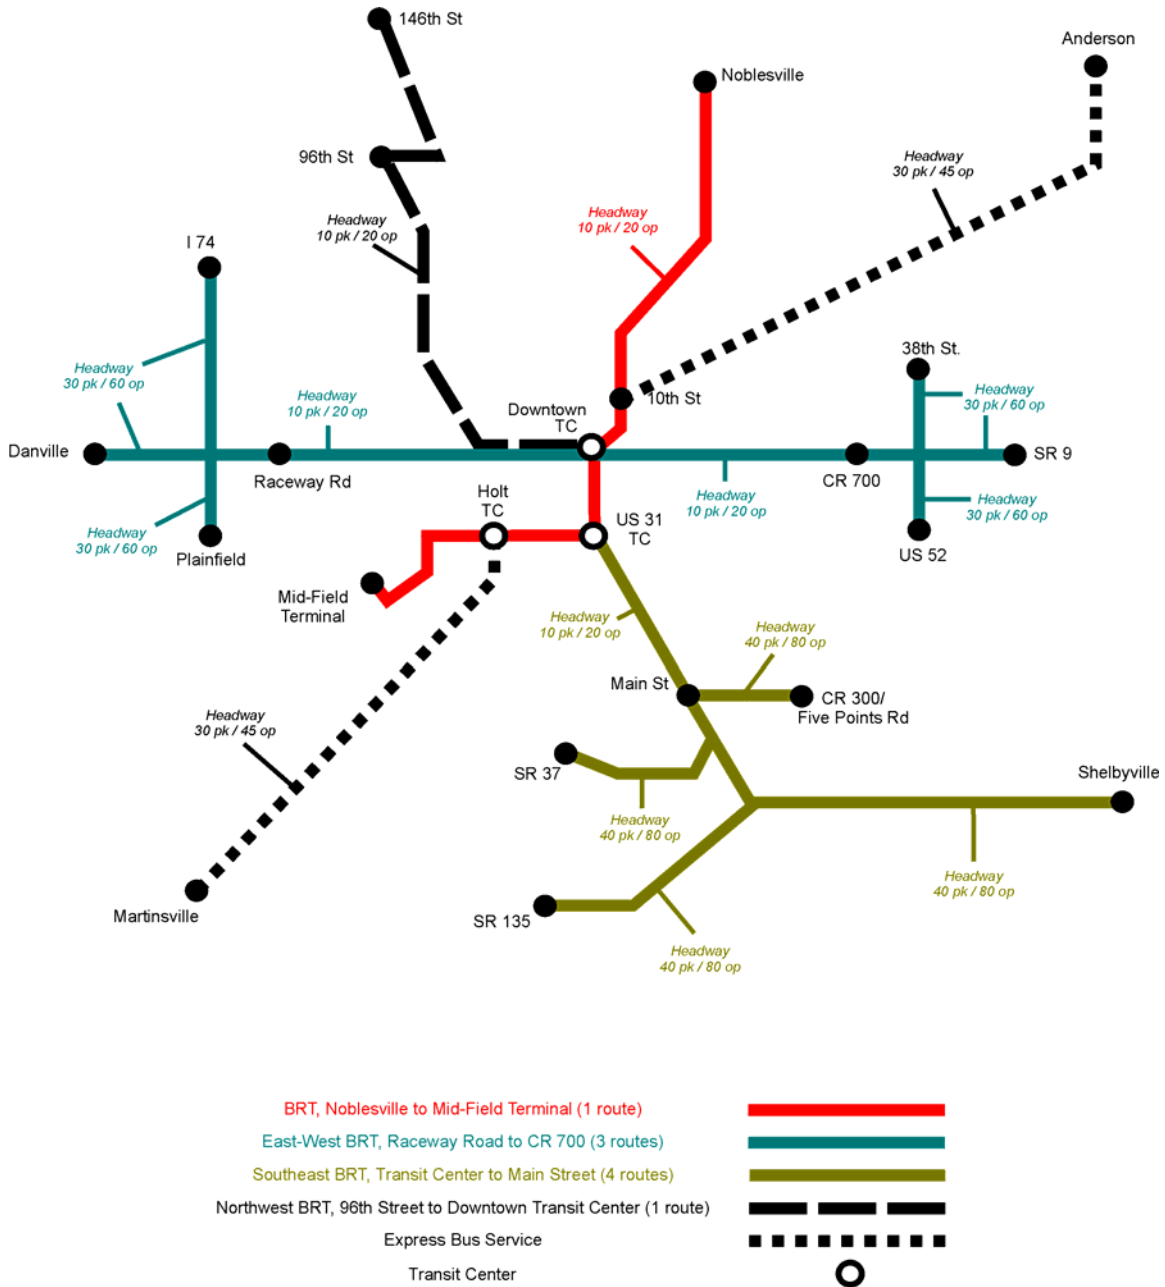 146th St
Anderson
Noblesville
96th St
Headway
30 pk / 45 op
Headway
10 pk / 20 op
Headway
10 pk / 20 op
I 74
38th St.
Headway
30 pk / 60 op
Headway
10 pk / 20 op
Downtown
TC
10th St
Headway
30 pk / 60 op
Danville
Raceway Rd
CR 700
SR 9
Holt
TC
US 31
TC
Headway
10 pk / 20 op
Headway
30 pk / 60 op
Headway
30 pk / 60 op
Plainfield
US 52
Mid-Field
Terminal
Headway
10 pk / 20 op
Headway
40 pk / 80 op
Main St
CR 300/
Five Points Rd
Headway
30 pk / 45 op
SR 37
Shelbyville
Headway
40 pk / 80 op
Headway
40 pk / 80 op
Martinsville
SR 135
Headway
40 pk / 80 op
BRT, Noblesville to Mid-Field Terminal (1 route)
East-West BRT, Raceway Road to CR 700 (3 routes)
Southeast BRT, Transit Center to Main Street (4 routes)
Northwest BRT, 96th Street to Downtown Transit Center (1 route)
Express Bus Service
Transit Center